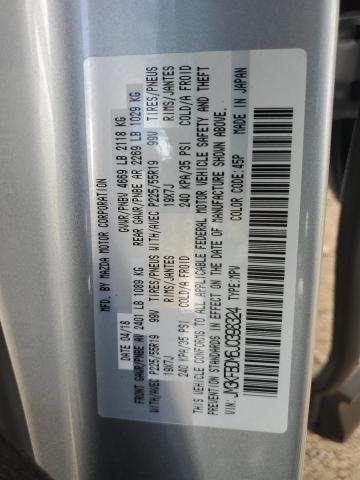 MFD. BY MAZDA MOTOR CORPORATION
DATE 04/18 GVWR/PNBV 4669 LB 2118 KG
FRONT GAWR/PNBE AV 2401 LB 1089 KG REAR GAWR/PNBE AR 2269 LB 1029 KG
WITH/AVEC P225/55R19 99V TIRES/PNEUS WITH/AVEC P225/55R19 99V TIRES/PNEUS
19X7J RIMS/JANTES 19X7J RIMS/JANTES
240 KPA/35 PSI COLD/A FROID 240 KPA/35 PSI COLD/A FROID
THIS VEHICLE CONFORMS TO ALL APPLICABLE FEDERAL MOTOR VEHICLE SAFETY AND THEFT
PREVENTION STANDARDS IN EFFECT ON THE DATE OF MANUFACTURE SHOWN ABOVE.
MADE IN JAPAN
JM3KFBDM6J0398324
TYPE: MPV COLOR CODE: 45P